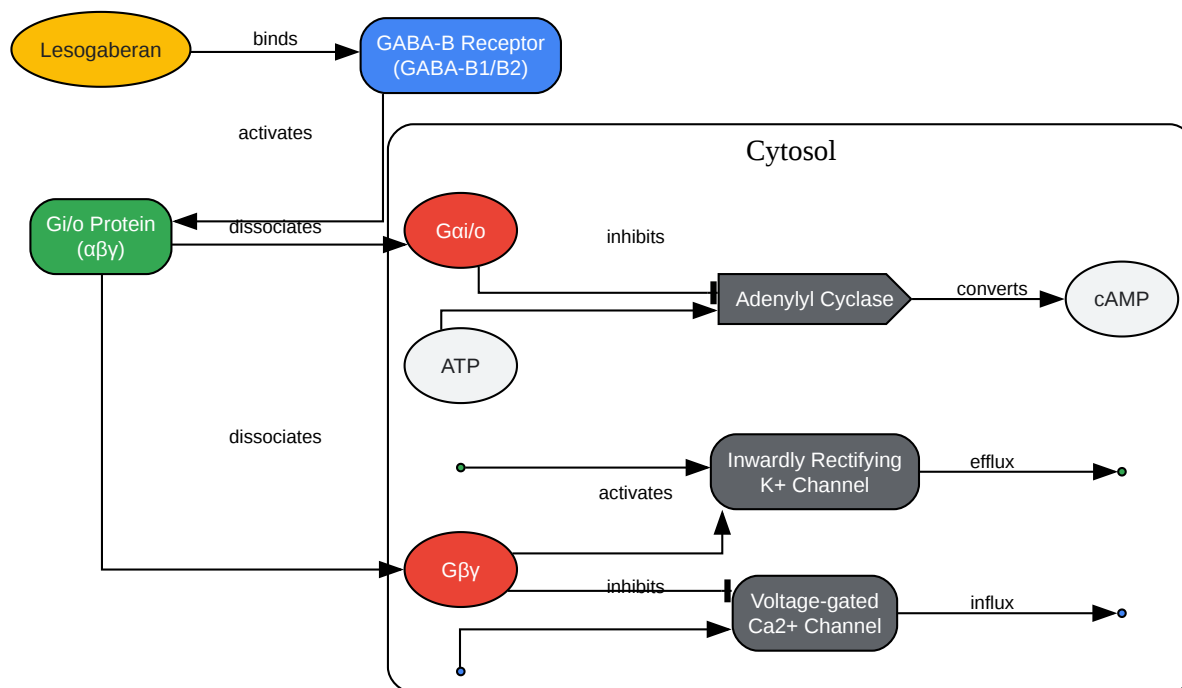 Lesogaberan
binds
GABA-B Receptor
(GABA-B1/B2)
activates
Cytosol
Gi/o Protein
(αβγ)
dissociates
Gαi/o
inhibits
Adenylyl Cyclase
converts
cAMP
ATP
dissociates
Inwardly Rectifying
K+ Channel
efflux
activates
Gβγ
inhibits
Voltage-gated
Ca2+ Channel
influx